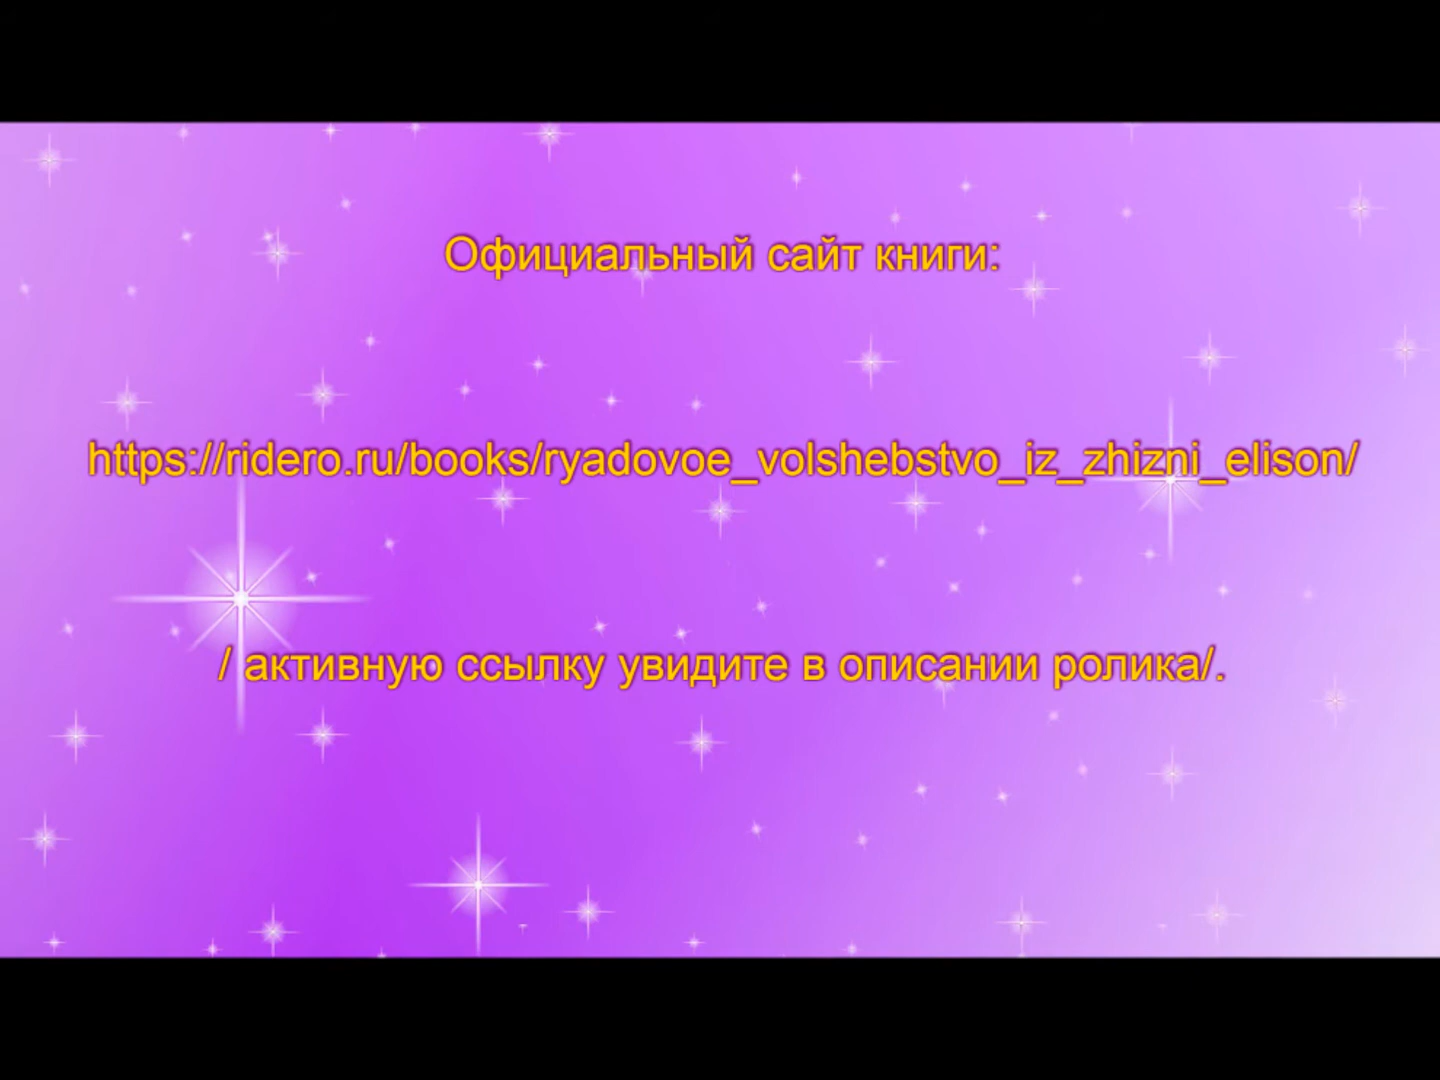 Официальный сайт книги:
https://ridero.ru/books/ryadovoe_volshebstvo_iz_zhizni_elison/
/ активную ссылку увидите в описании ролика/.